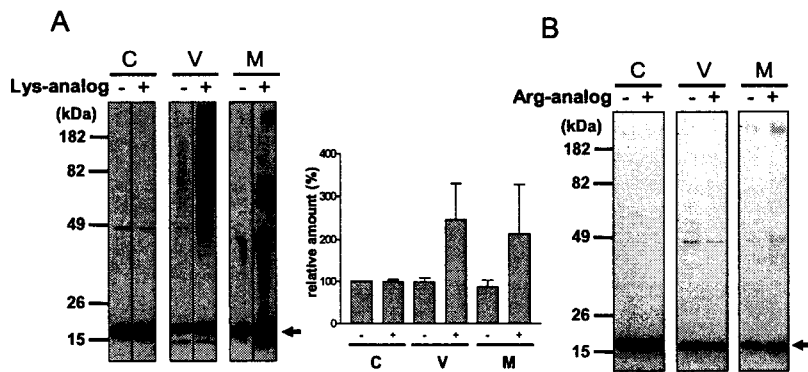 A
C V M
Lys-analog - + - + - +
(kDa)
182
82
49
26
15
relative amount (%)
400
300
200
100
0
- + - + - +
C V M
B
C V M
Arg-analog - + - + - +
(kDa)
182
82
49
26
15